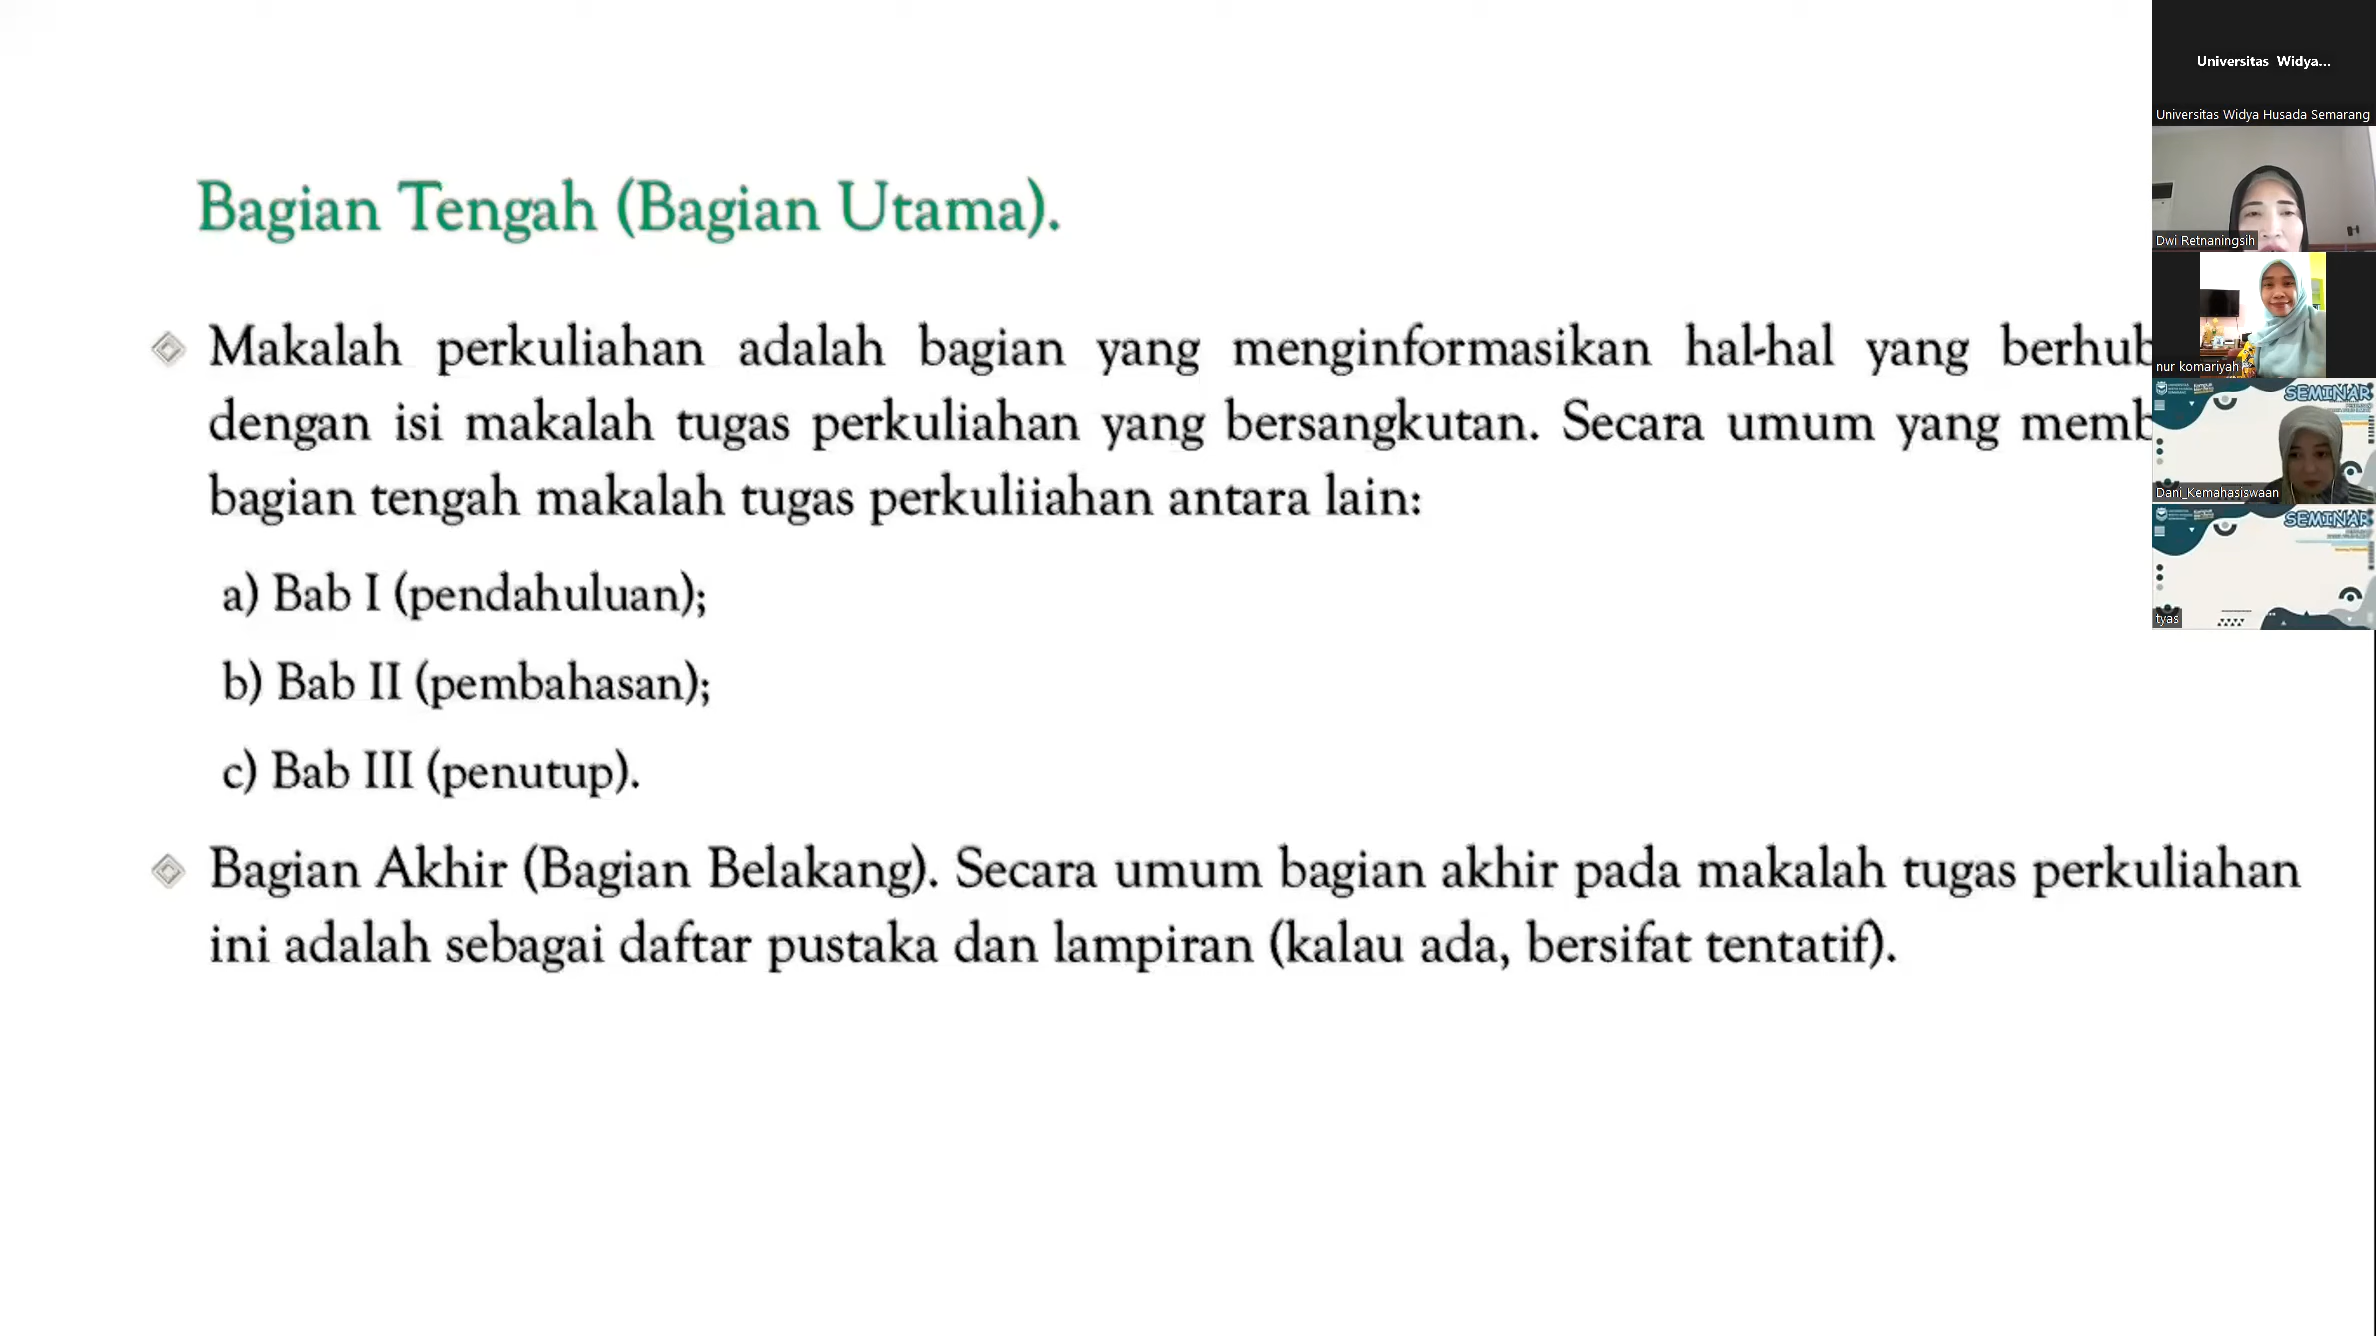 Bagian Tengah (Bagian Utama).
Makalah perkuliahan adalah bagian yang menginformasikan hal-hal yang
dengan isi makalah tugas perkuliahan yang bersangkutan. Secara umum yang
bagian tengah makalah tugas perkuliiahan antara lain:
a) Bab I (pendahuluan);
b) Bab II (pembahasan);
c) Bab III (penutup).
Bagian Akhir (Bagian Belakang). Secara umum bagian akhir pada makalah tugas perkuliahan
ini adalah sebagai daftar pustaka dan lampiran (kalau ada, bersifat tentatif).
Universitas Widya...
Universitas Widya Husada Semarang
Dwi Retnaningsih
nur komariyah
SEMINAR
Dani_Kemahasiswaan
SEMINAR
tyas